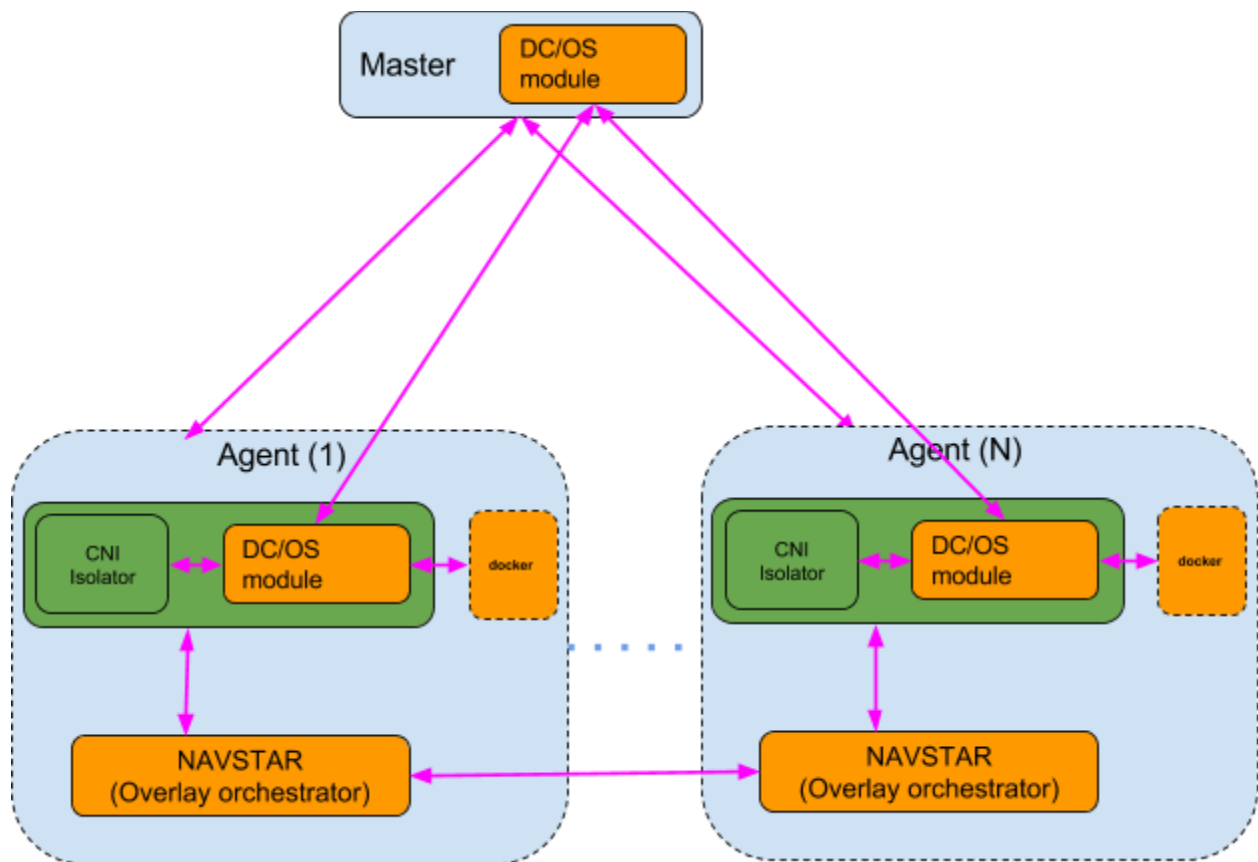 Master
DC/OS
module
Agent (1)
CNI
Isolator
DC/OS
module
docker
NAVSTAR
(Overlay orchestrator)
Agent (N)
CNI
Isolator
DC/OS
module
docker
NAVSTAR
(Overlay orchestrator)